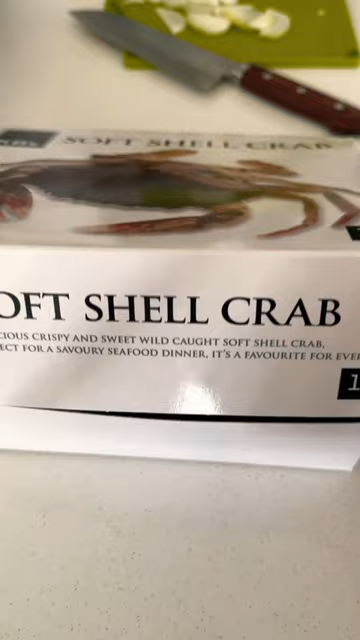 SOFT SHELL CRAB
OFT SHELL CRAB
CIOUS CRISPY AND SWEET WILD CAUGHT SOFT SHELL CRAB,
ECT FOR A SAVOURY SEAFOOD DINNER, IT'S A FAVOURITE FOR EVE
1